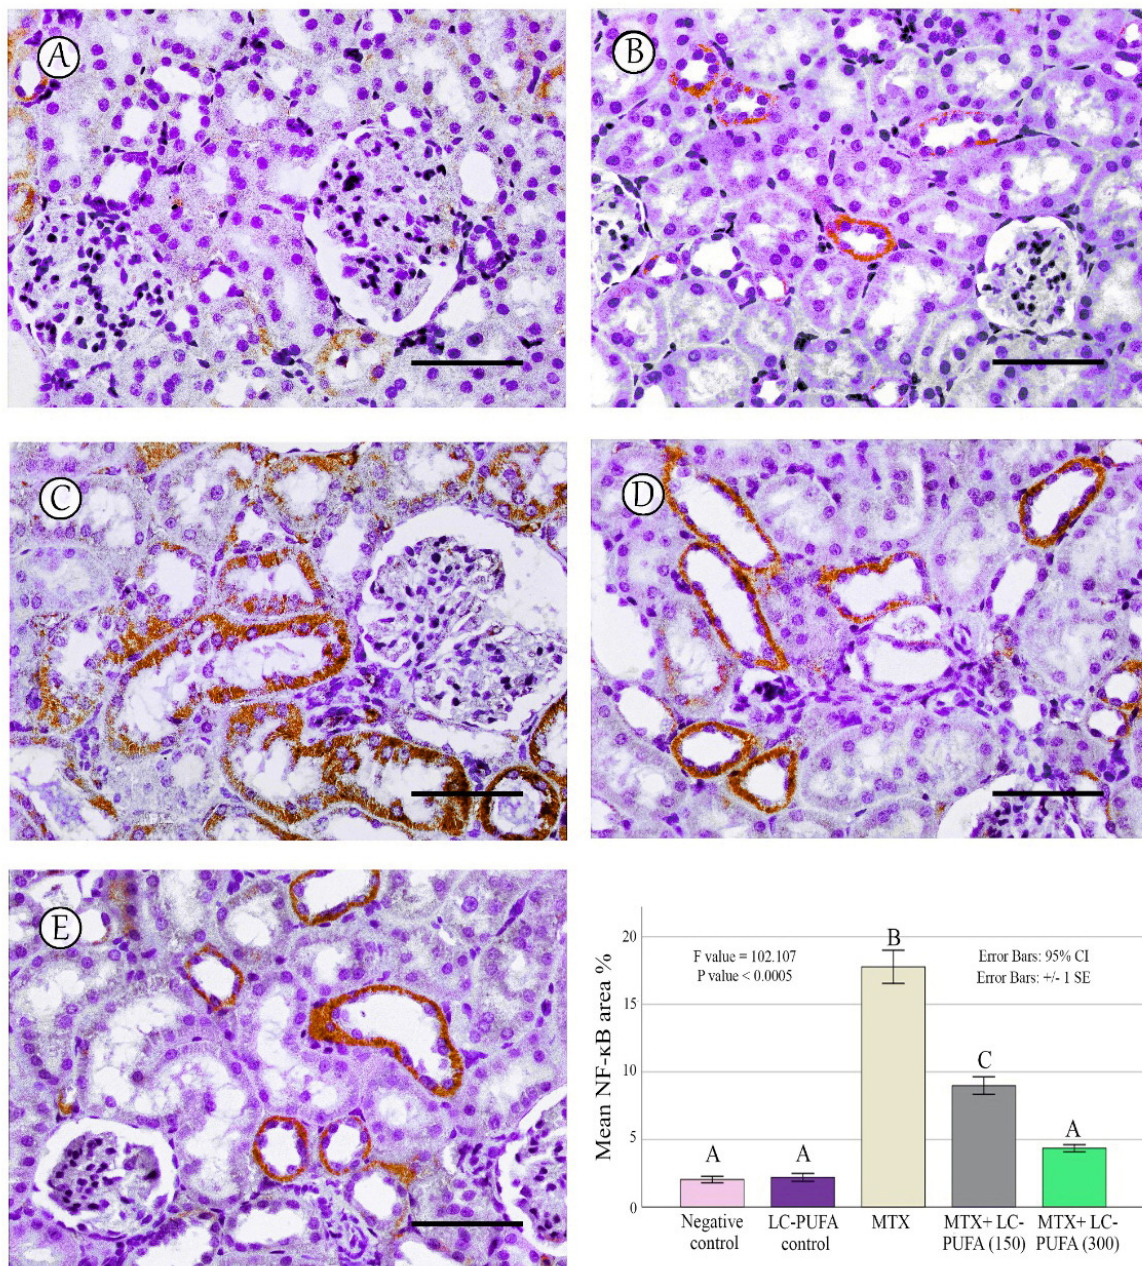 A
B
C
D
E
20
15
10
5
0
Mean NF-κB area %
F value = 102.107
P value < 0.0005
Error Bars: 95% CI
Error Bars: +/- 1 SE
A
A
B
C
A
Negative
control
LC-PUFA
control
MTX
MTX+ LC-
PUFA (150)
MTX+ LC-
PUFA (300)